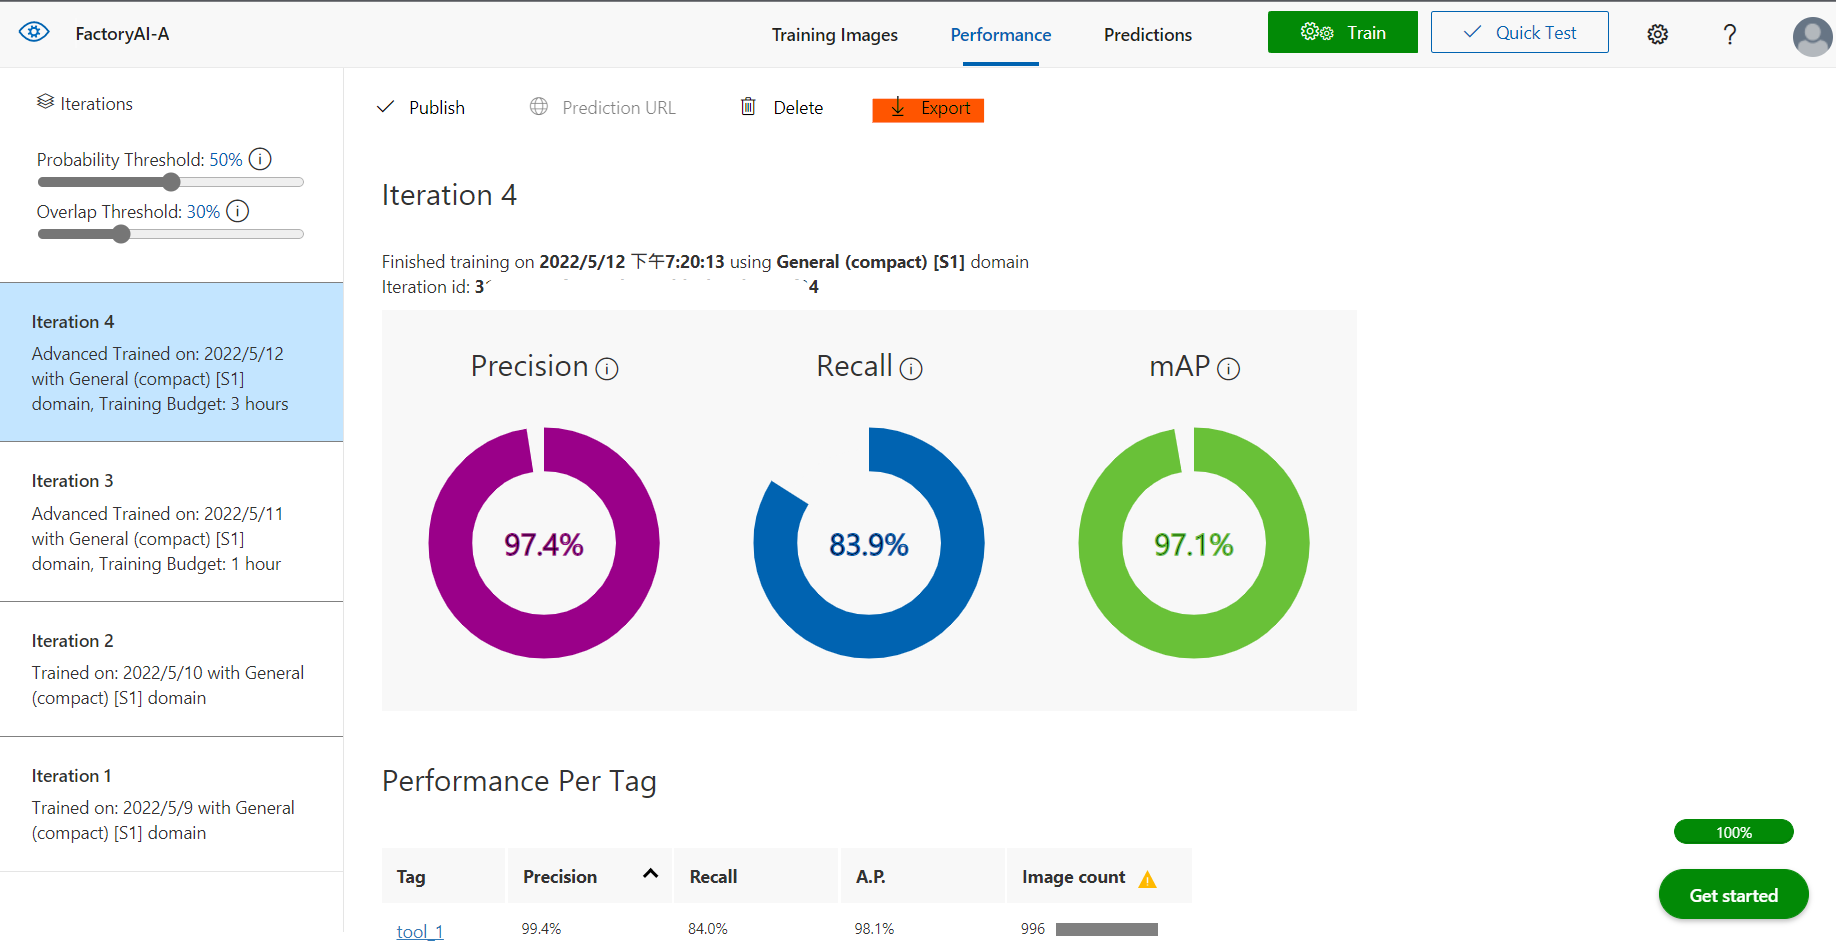 FactoryAI-A
Training Images
Performance
Predictions
Train
Quick Test
?
Iterations
Probability Threshold: 50%
Overlap Threshold: 30%
Iteration 4
Advanced Trained on: 2022/5/12
with General (compact) [S1]
domain, Training Budget: 3 hours
Iteration 3
Advanced Trained on: 2022/5/11
with General (compact) [S1]
domain, Training Budget: 1 hour
Iteration 2
Trained on: 2022/5/10 with General
(compact) [S1] domain
Iteration 1
Trained on: 2022/5/9 with General
(compact) [S1] domain
Publish
Prediction URL
Delete
Export
Iteration 4
Finished training on 2022/5/12 下午7:20:13 using General (compact) [S1] domain
Iteration id: 3 4
Precision
Recall
mAP
97.4%
83.9%
97.1%
Performance Per Tag
Tag Precision Recall A.P. Image count
tool_1 99.4% 84.0% 98.1% 996
100%
Get started